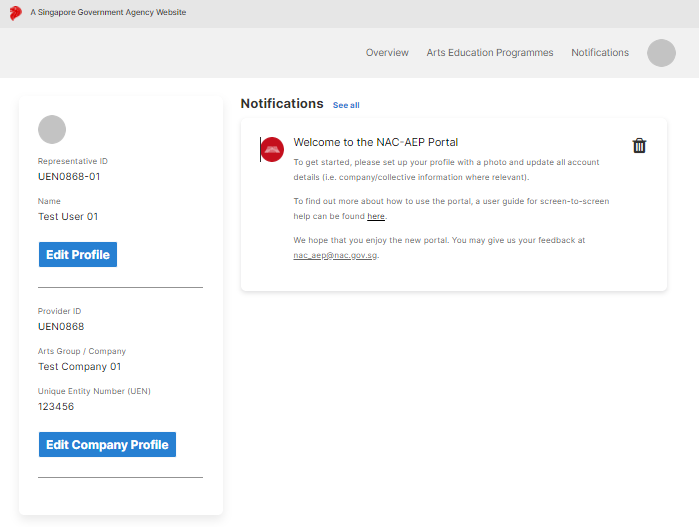 A Singapore Government Agency Website
Overview Arts Education Programmes Notifications
Representative ID
UEN0868-01
Name
Test User 01
Edit Profile
Provider ID
UEN0868
Arts Group / Company
Test Company 01
Unique Entity Number (UEN)
123456
Edit Company Profile
Notifications See all
Welcome to the NAC-AEP Portal
To get started, please set up your profile with a photo and update all account
details (i.e. company/collective information where relevant).
To find out more about how to use the portal, a user guide for screen-to-screen
help can be found here.
We hope that you enjoy the new portal. You may give us your feedback at
nac_aep@nac.gov.sg.